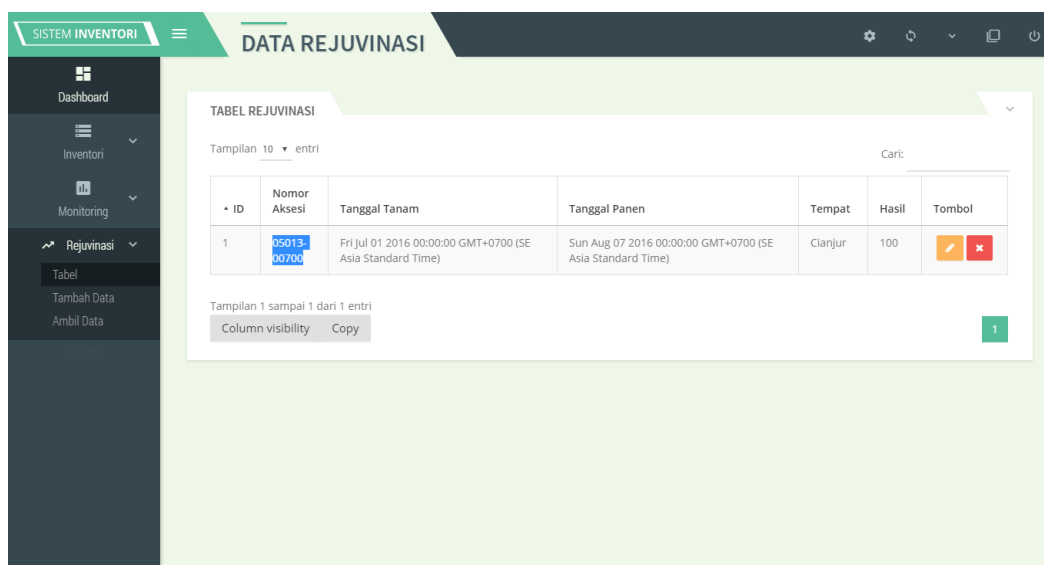 SISTEM INVENTORI
DATA REJUVINASI
Dashboard
Inventori
Monitoring
Rejuvinasi
Tabel
Tambah Data
Ambil Data
TABEL REJUVINASI
Tampilan 10 entri
Cari:
ID
Nomor
Aksesi
Tanggal Tanam
Tanggal Panen
Tempat
Hasil
Tombol
1
05013-
00700
Fri Jul 01 2016 00:00:00 GMT+0700 (SE
Asia Standard Time)
Sun Aug 07 2016 00:00:00 GMT+0700 (SE
Asia Standard Time)
Cianjur
100
Tampilan 1 sampai 1 dari 1 entri
Column visibility
Copy
1